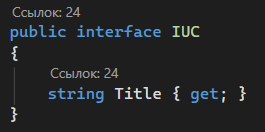 Ссылок: 24
public interface IUC
{
Ссылок: 24
string Title { get; }
}